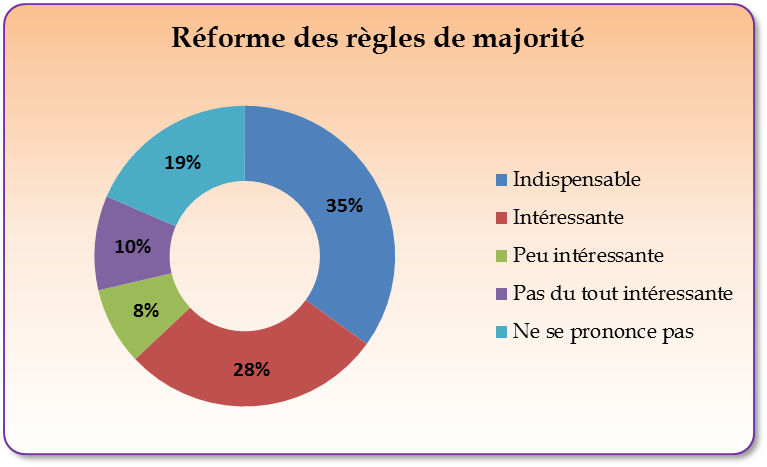 Réforme des règles de majorité
35%
28%
8%
10%
19%
Indispensable
Intéressante
Peu intéressante
Pas du tout intéressante
Ne se prononce pas